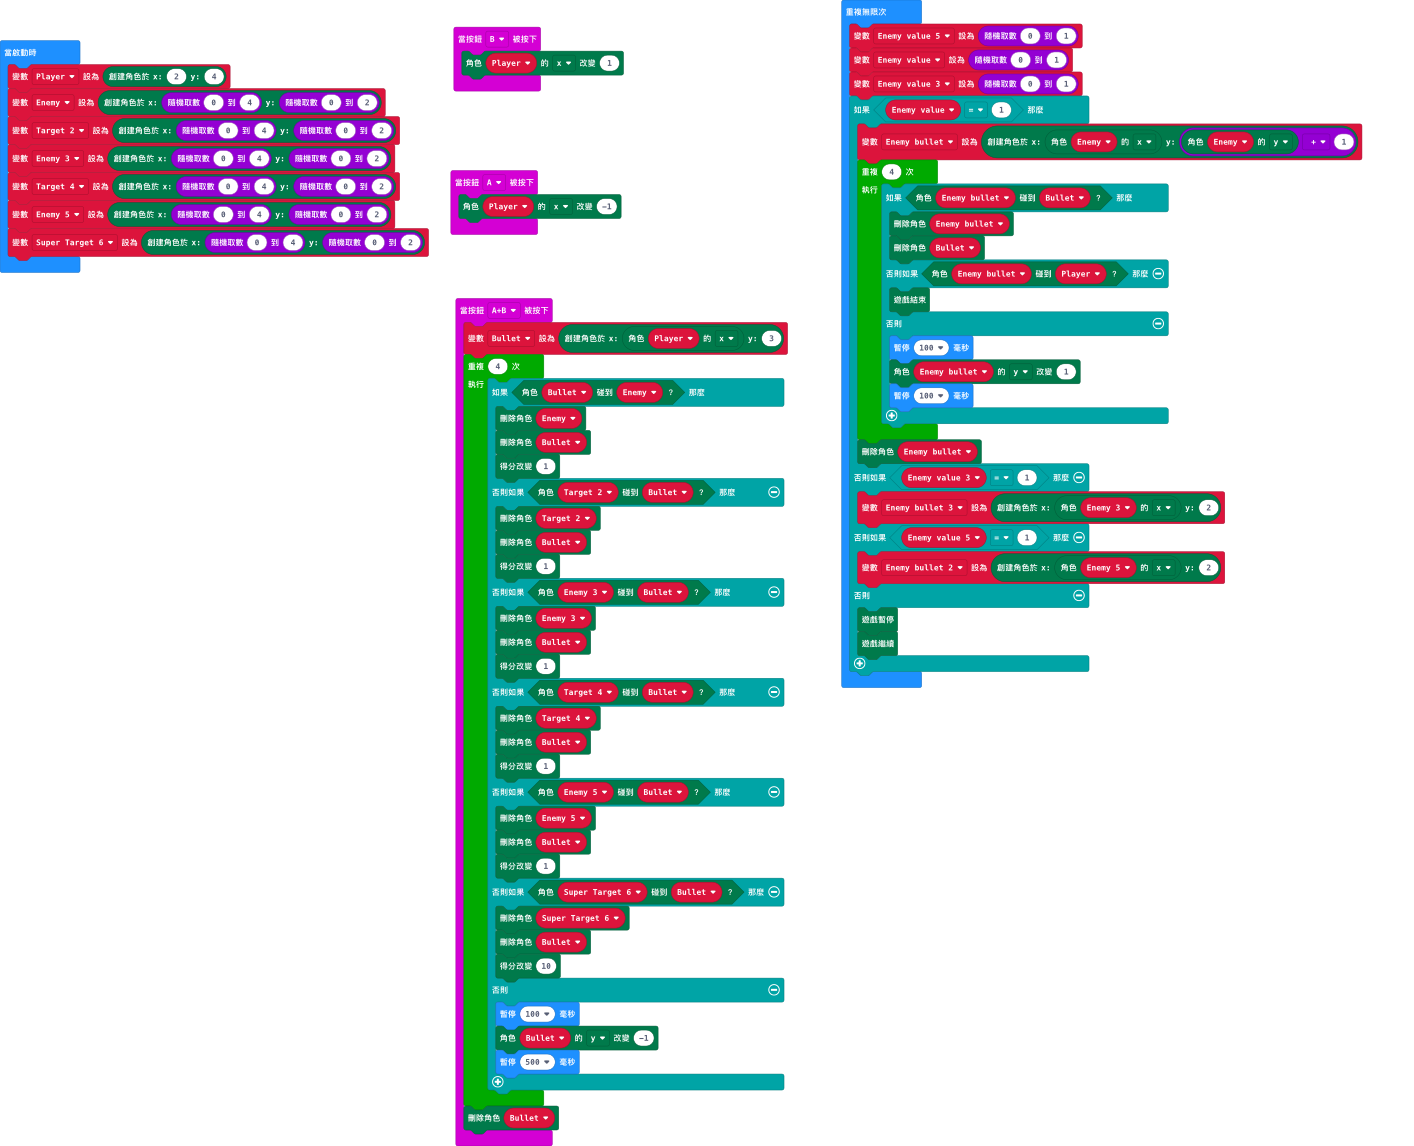 當啟動時
變數 Player 設為 創建角色於 x: 2 y: 4
變數 Enemy 設為 創建角色於 x: 隨機取數 0 到 4 y: 隨機取數 0 到 2
變數 Target 2 設為 創建角色於 x: 隨機取數 0 到 4 y: 隨機取數 0 到 2
變數 Enemy 3 設為 創建角色於 x: 隨機取數 0 到 4 y: 隨機取數 0 到 2
變數 Target 4 設為 創建角色於 x: 隨機取數 0 到 4 y: 隨機取數 0 到 2
變數 Enemy 5 設為 創建角色於 x: 隨機取數 0 到 4 y: 隨機取數 0 到 2
變數 Super Target 6 設為 創建角色於 x: 隨機取數 0 到 4 y: 隨機取數 0 到 2
當按鈕 B 被按下
角色 Player 的 x 改變 1
當按鈕 A 被按下
角色 Player 的 x 改變 -1
當按鈕 A+B 被按下
變數 Bullet 設為 創建角色於 x: 角色 Player 的 x y: 3
重複 4 次
執行
如果 角色 Bullet 碰到 Enemy ? 那麼
刪除角色 Enemy
刪除角色 Bullet
得分改變 1
否則如果 角色 Target 2 碰到 Bullet ? 那麼
刪除角色 Target 2
刪除角色 Bullet
得分改變 1
否則如果 角色 Enemy 3 碰到 Bullet ? 那麼
刪除角色 Enemy 3
刪除角色 Bullet
得分改變 1
否則如果 角色 Target 4 碰到 Bullet ? 那麼
刪除角色 Target 4
刪除角色 Bullet
得分改變 1
否則如果 角色 Enemy 5 碰到 Bullet ? 那麼
刪除角色 Enemy 5
刪除角色 Bullet
得分改變 1
否則如果 角色 Super Target 6 碰到 Bullet ? 那麼
刪除角色 Super Target 6
刪除角色 Bullet
得分改變 10
否則
暫停 100 毫秒
角色 Bullet 的 y 改變 -1
暫停 500 毫秒
刪除角色 Bullet
重複無限次
變數 Enemy value 5 設為 隨機取數 0 到 1
變數 Enemy value 設為 隨機取數 0 到 1
變數 Enemy value 3 設為 隨機取數 0 到 1
如果 Enemy value = 1 那麼
變數 Enemy bullet 設為 創建角色於 x: 角色 Enemy 的 x y: 角色 Enemy 的 y + 1
重複 4 次
執行
如果 角色 Enemy bullet 碰到 Bullet ? 那麼
刪除角色 Enemy bullet
刪除角色 Bullet
否則如果 角色 Enemy bullet 碰到 Player ? 那麼
遊戲結束
否則
暫停 100 毫秒
角色 Enemy bullet 的 y 改變 1
暫停 100 毫秒
刪除角色 Enemy bullet
否則如果 Enemy value 3 = 1 那麼
變數 Enemy bullet 3 設為 創建角色於 x: 角色 Enemy 3 的 x y: 2
否則如果 Enemy value 5 = 1 那麼
變數 Enemy bullet 2 設為 創建角色於 x: 角色 Enemy 5 的 x y: 2
否則
遊戲暫停
遊戲繼續